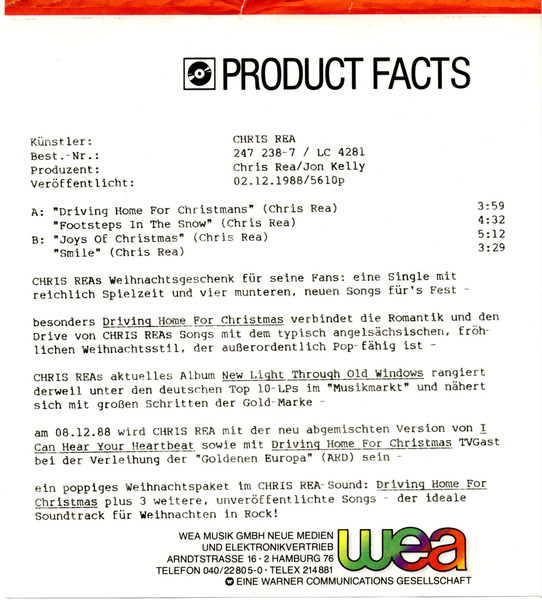 PRODUCT FACTS
Künstler: CHRIS REA
Best.-Nr.: 247 238-7 / LC 4281
Produzent: Chris Rea/Jon Kelly
Veröffentlicht: 02.12.1988/5610p
A: "Driving Home For Christmans" (Chris Rea) 3:59
"Footsteps In The Snow" (Chris Rea) 4:32
B: "Joys Of Christmas" (Chris Rea) 5:12
"Smile" (Chris Rea) 3:29
CHRIS REAs Weihnachtsgeschenk für seine Fans: eine Single mit
reichlich Spielzeit und vier munteren, neuen Songs für's Fest -
besonders Driving Home For Christmas verbindet die Romantik und den
Drive von CHRIS REAs Songs mit dem typisch angelsächsischen, fröh-
lichen Weihnachtsstil, der außerordentlich Pop-fähig ist -
CHRIS REAs aktuelles Album New Light Through Old Windows rangiert
derweil unter den deutschen Top 10-LPs im "Musikmarkt" und nähert
sich mit großen Schritten der Gold-Marke -
am 08.12.88 wird CHRIS REA mit der neu abgemischten Version von I
Can Hear Your Heartbeat sowie mit Driving Home For Christmas TVGast
bei der Verleihung der "Goldenen Europa" (ARD) sein -
ein poppiges Weihnachtspaket im CHRIS REA-Sound: Driving Home For
Christmas plus 3 weitere, unveröffentlichte Songs - der ideale
Soundtrack für Weihnachten in Rock!
WEA MUSIK GMBH NEUE MEDIEN
UND ELEKTRONIKVERTRIEB
ARNDTSTRASSE 16 · 2 HAMBURG 76
TELEFON 040/22805-0 · TELEX 214881
EINE WARNER COMMUNICATIONS GESELLSCHAFT
wea